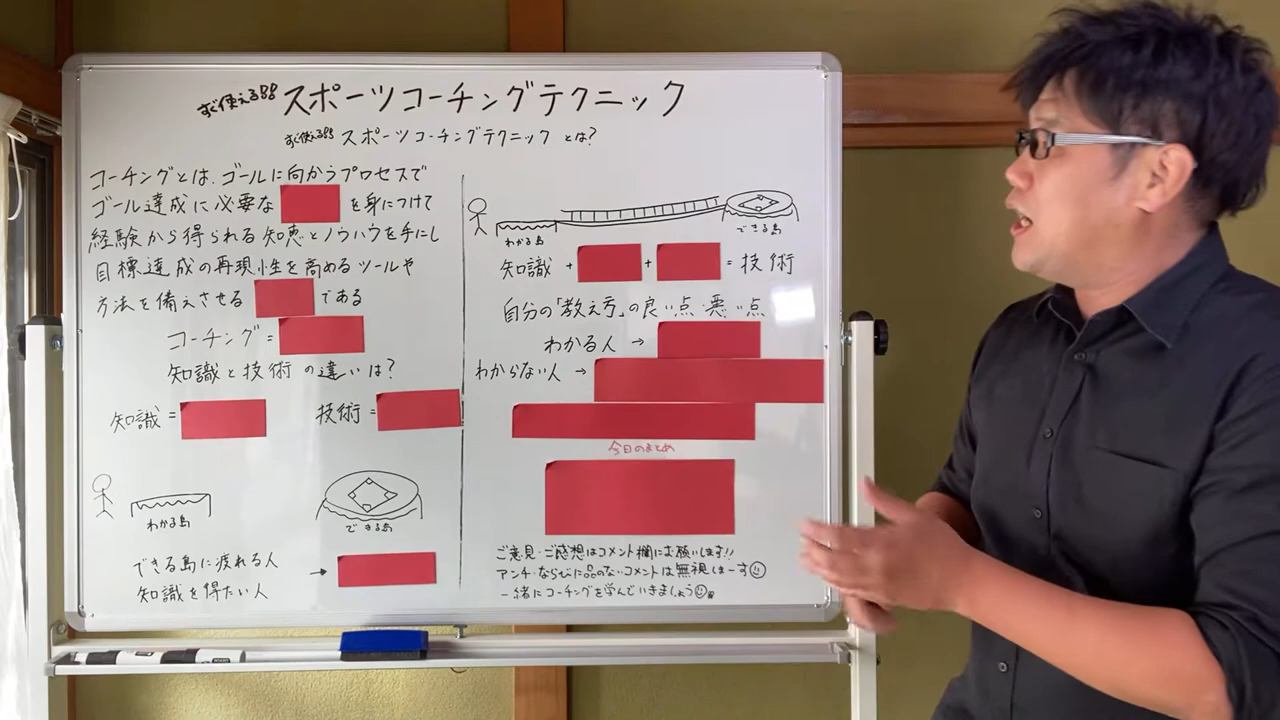 すぐ使える!! スポーツコーチングテクニック
すぐ使える!! スポーツコーチングテクニック とは?
コーチングとは、ゴールに向かうプロセスで
ゴール達成に必要な を身につけて
経験から得られる知恵とノウハウを手にし
目標達成の再現性を高めるツールや
方法を備えさせる である
コーチング=
知識と技術の違いは?
知識= 技術=
わかる島 できる島
できる島に疲れる人
知識を得たい人 →
わかる島 できる島
知識 + + = 技術
自分の「教え方」の良い点・悪い点
わかる人 →
わからない人 →
今日のまとめ
ご意見・ご感想はコメント欄にお願いします!!
アンチ・ならびに品のないコメントは無視しまーす
一緒にコーチングを学んでいきましょう